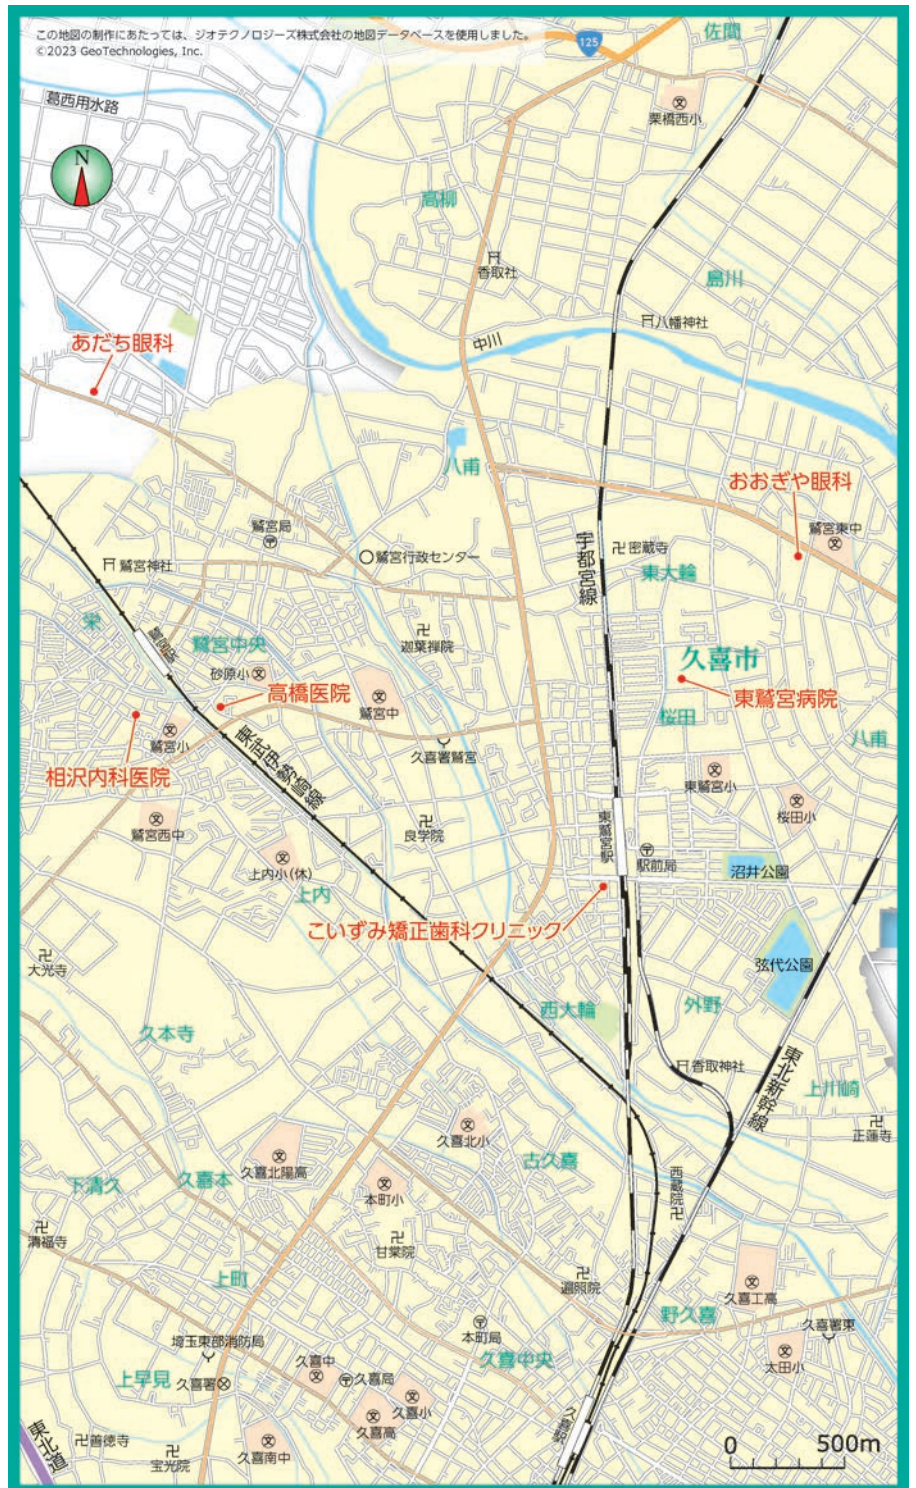 この地図の制作にあたっては、ジオテクノロジーズ株式会社の地図データベースを使用しました。
©2023 GeoTechnologies, Inc.
125
佐間
葛西用水路
栗橋西小
N
高柳
香取社
島川
八幡神社
中川
あだち眼科
八甫
おおぎや眼科
鷲宮局
鷲宮東中
鷲宮行政センター
宇都宮線
密蔵寺
鷲宮神社
東大輪
栄
鷲宮駅
鷲宮中央
迦葉禅院
久喜市
砂原小
高橋医院
鷲宮中
東鷲宮病院
桜田
鷲宮小
東武伊勢崎線
久喜署鷲宮
八甫
相沢内科医院
東鷲宮小
桜田小
鷲宮西中
良学院
東鷲宮駅
駅前局
上内小(休)
沼井公園
上内
こいずみ矯正歯科クリニック
大光寺
弦代公園
西大輪
外野
久本寺
香取神社
東北新幹線
上川崎
正蓮寺
久喜北小
古久喜
久喜北陽高
西蔵院
下清久
久喜本
本町小
清福寺
甘棠院
上町
遍照院
久喜工高
野久喜
本町局
久喜署東
埼玉東部消防局
久喜中央
太田小
久喜中
上早見
久喜署
久喜局
久喜小
久喜駅
東北道
善徳寺
久喜高
宝光院
久喜南中
0
500m